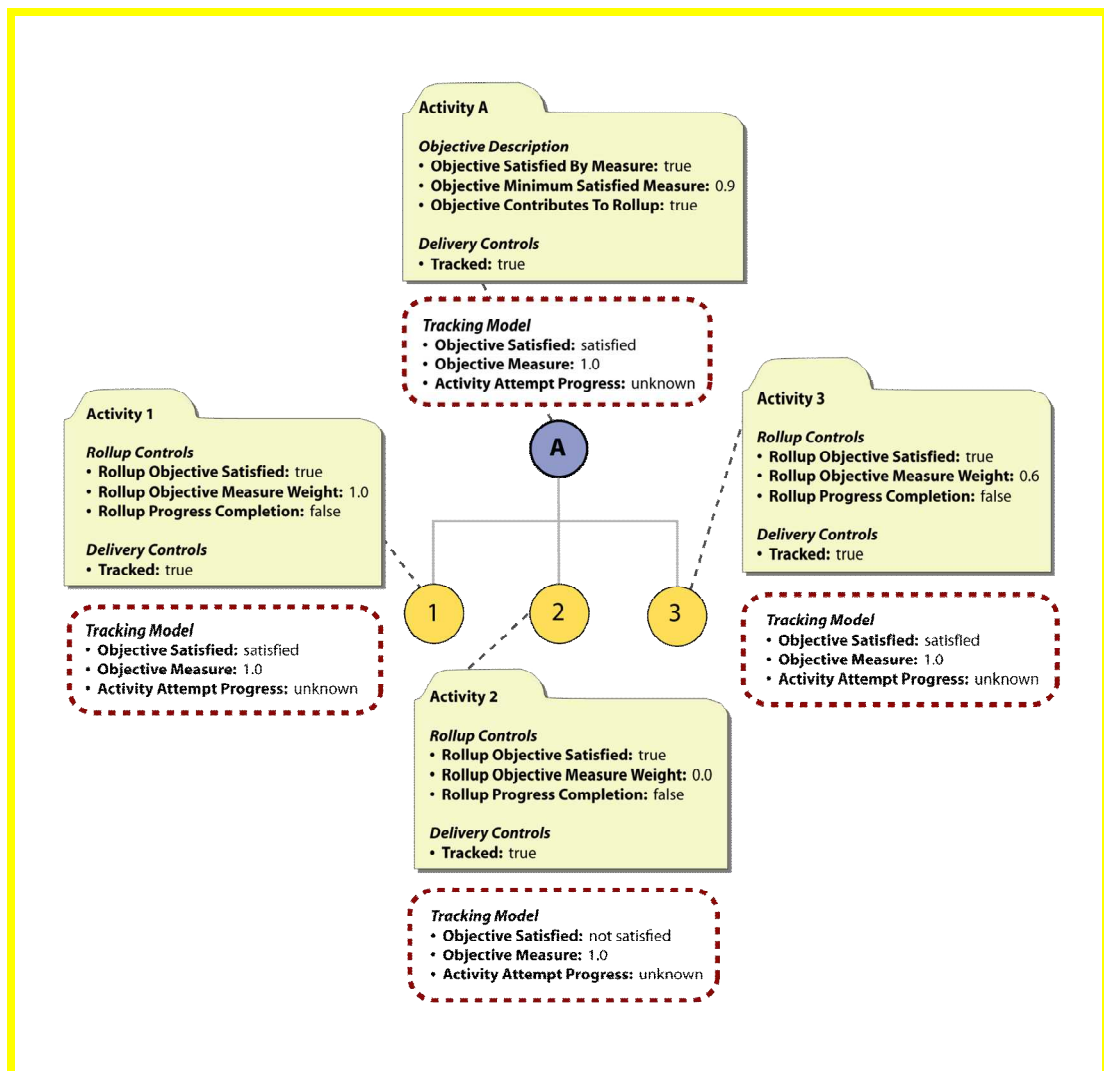 Activity A
Objective Description
• Objective Satisfied By Measure: true
• Objective Minimum Satisfied Measure: 0.9
• Objective Contributes To Rollup: true
Delivery Controls
• Tracked: true
Tracking Model
• Objective Satisfied: satisfied
• Objective Measure: 1.0
• Activity Attempt Progress: unknown
A
Activity 1
Rollup Controls
• Rollup Objective Satisfied: true
• Rollup Objective Measure Weight: 1.0
• Rollup Progress Completion: false
Delivery Controls
• Tracked: true
Activity 3
Rollup Controls
• Rollup Objective Satisfied: true
• Rollup Objective Measure Weight: 0.6
• Rollup Progress Completion: false
Delivery Controls
• Tracked: true
1
2
3
Tracking Model
• Objective Satisfied: satisfied
• Objective Measure: 1.0
• Activity Attempt Progress: unknown
Tracking Model
• Objective Satisfied: satisfied
• Objective Measure: 1.0
• Activity Attempt Progress: unknown
Activity 2
Rollup Controls
• Rollup Objective Satisfied: true
• Rollup Objective Measure Weight: 0.0
• Rollup Progress Completion: false
Delivery Controls
• Tracked: true
Tracking Model
• Objective Satisfied: not satisfied
• Objective Measure: 1.0
• Activity Attempt Progress: unknown